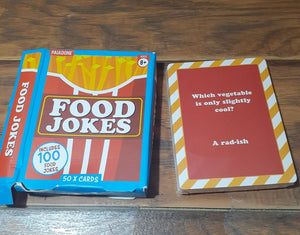 FOOD JOKES
PALADONE
8+
FOOD
JOKES
INCLUDES
100
FOOD
JOKES
50 X CARDS
Which vegetable
is only slightly
cool?
A rad-ish